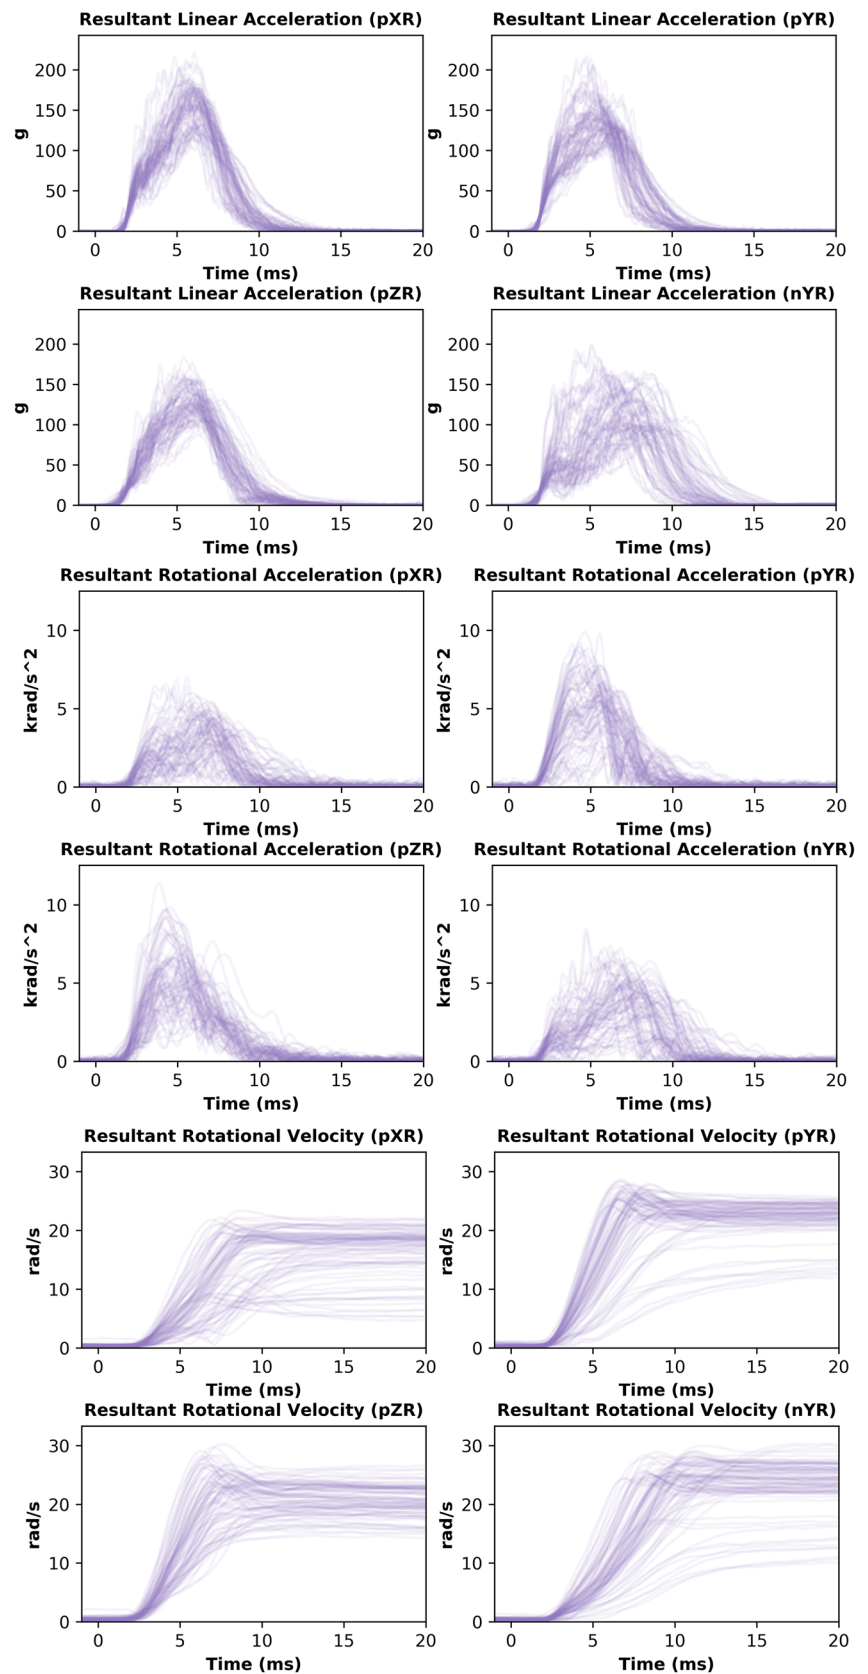 Resultant Linear Acceleration (pXR)
Resultant Linear Acceleration (pYR)
200
150
100
50
0
g
0 5 10 15 20
Time (ms)
200
150
100
50
0
g
0 5 10 15 20
Time (ms)
Resultant Linear Acceleration (pZR)
Resultant Linear Acceleration (nYR)
200
150
100
50
0
g
0 5 10 15 20
Time (ms)
200
150
100
50
0
g
0 5 10 15 20
Time (ms)
Resultant Rotational Acceleration (pXR)
Resultant Rotational Acceleration (pYR)
10
5
0
krad/s^2
0 5 10 15 20
Time (ms)
10
5
0
krad/s^2
0 5 10 15 20
Time (ms)
Resultant Rotational Acceleration (pZR)
Resultant Rotational Acceleration (nYR)
10
5
0
krad/s^2
0 5 10 15 20
Time (ms)
10
5
0
krad/s^2
0 5 10 15 20
Time (ms)
Resultant Rotational Velocity (pXR)
Resultant Rotational Velocity (pYR)
30
20
10
0
rad/s
0 5 10 15 20
Time (ms)
30
20
10
0
rad/s
0 5 10 15 20
Time (ms)
Resultant Rotational Velocity (pZR)
Resultant Rotational Velocity (nYR)
30
20
10
0
rad/s
0 5 10 15 20
Time (ms)
30
20
10
0
rad/s
0 5 10 15 20
Time (ms)